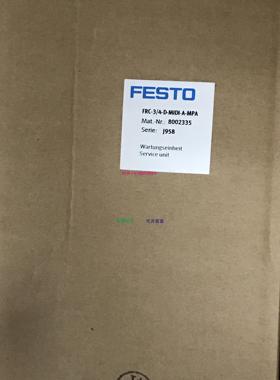 FESTO
FRC-3/4-D-MIDI-A-MPA
Mat.-Nr.: 8002335
Serie: J958
Wartungseinheit
Service unit